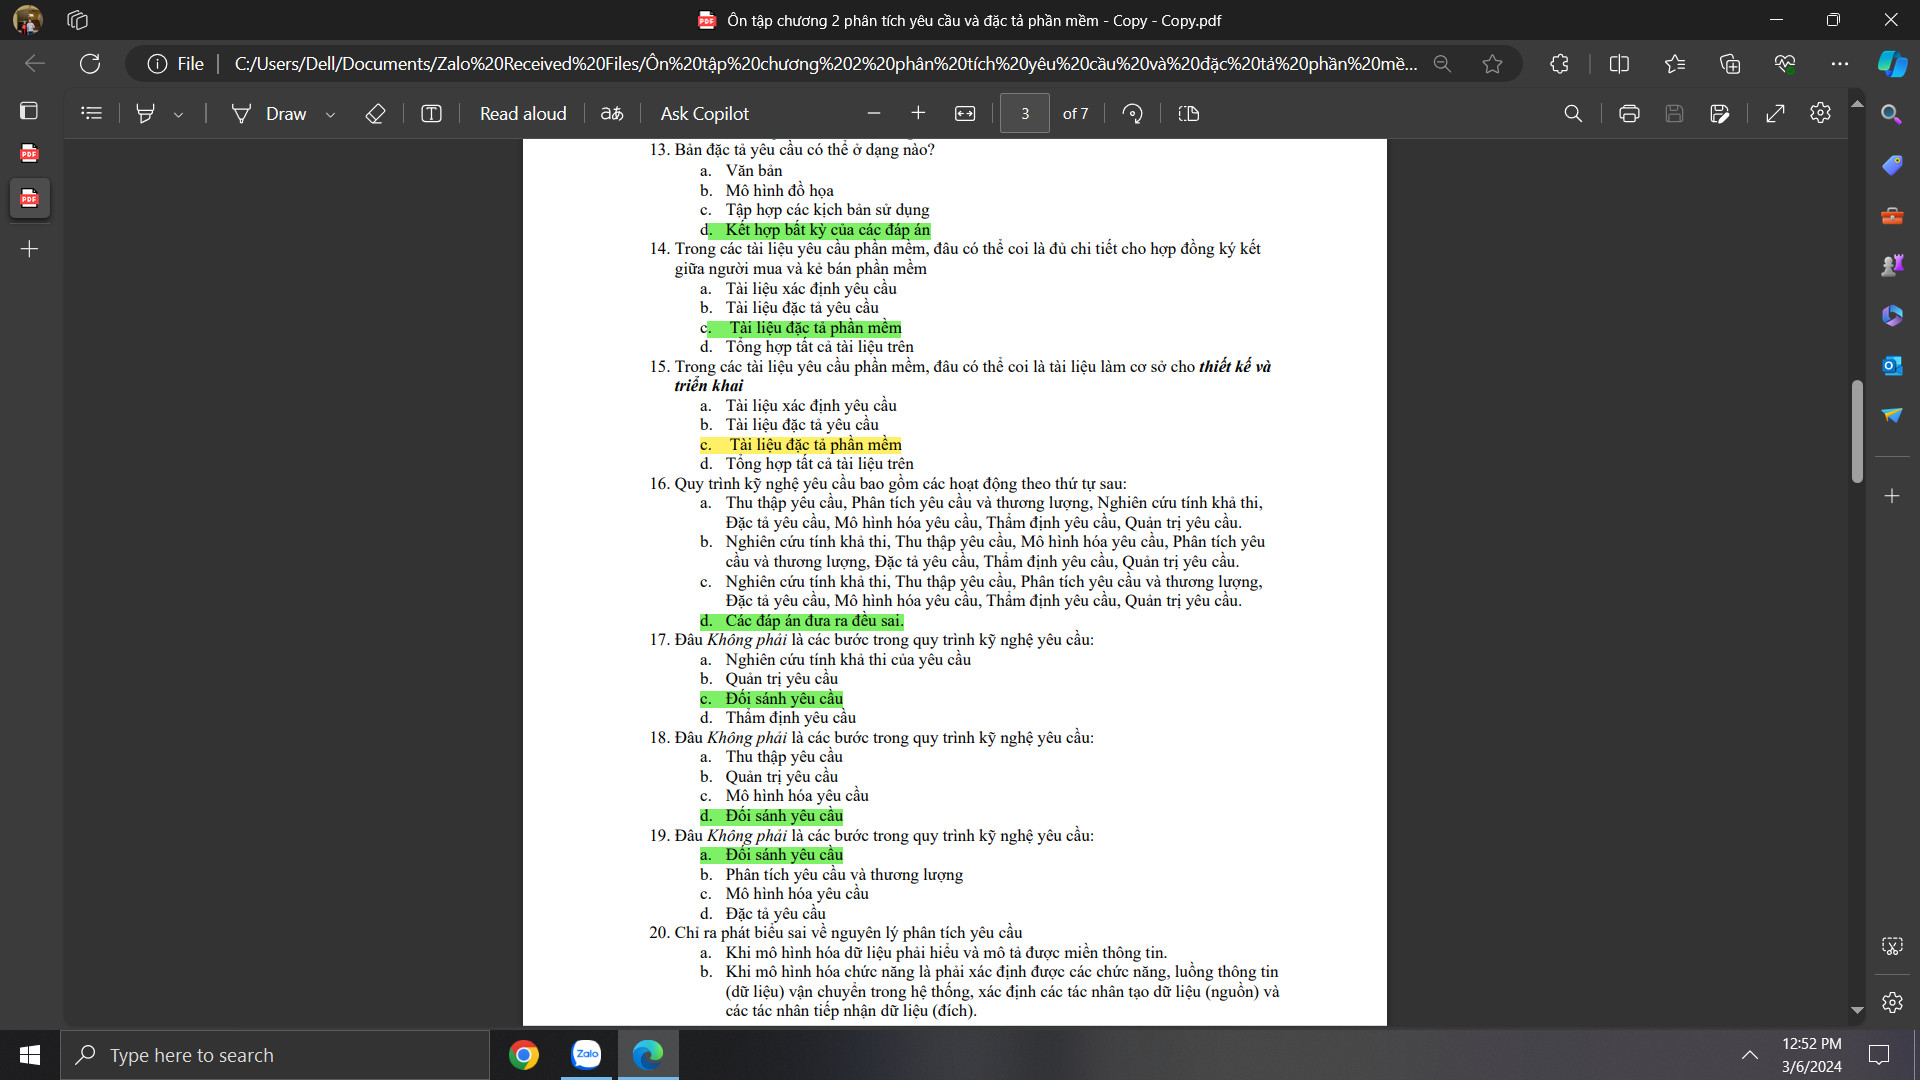 Ôn tập chương 2 phân tích yêu cầu và đặc tả phần mềm - Copy - Copy.pdf
File
C:/Users/Dell/Documents/Zalo%20Received%20Files/Ôn%20tập%20chương%202%20phân%20tích%20yêu%20cầu%20và%20đặc%20tả%20phần%20mề...
Draw
Read aloud
aあ
Ask Copilot
3
of 7
13. Bản đặc tả yêu cầu có thể ở dạng nào?
a. Văn bản
b. Mô hình đồ họa
c. Tập hợp các kịch bản sử dụng
d. Kết hợp bất kỳ của các đáp án
14. Trong các tài liệu yêu cầu phần mềm, đâu có thể coi là đủ chi tiết cho hợp đồng ký kết
giữa người mua và kẻ bán phần mềm
a. Tài liệu xác định yêu cầu
b. Tài liệu đặc tả yêu cầu
c. Tài liệu đặc tả phần mềm
d. Tổng hợp tất cả tài liệu trên
15. Trong các tài liệu yêu cầu phần mềm, đâu có thể coi là tài liệu làm cơ sở cho thiết kế và
triển khai
a. Tài liệu xác định yêu cầu
b. Tài liệu đặc tả yêu cầu
c. Tài liệu đặc tả phần mềm
d. Tổng hợp tất cả tài liệu trên
16. Quy trình kỹ nghệ yêu cầu bao gồm các hoạt động theo thứ tự sau:
a. Thu thập yêu cầu, Phân tích yêu cầu và thương lượng, Nghiên cứu tính khả thi,
Đặc tả yêu cầu, Mô hình hóa yêu cầu, Thẩm định yêu cầu, Quản trị yêu cầu.
b. Nghiên cứu tính khả thi, Thu thập yêu cầu, Mô hình hóa yêu cầu, Phân tích yêu
cầu và thương lượng, Đặc tả yêu cầu, Thẩm định yêu cầu, Quản trị yêu cầu.
c. Nghiên cứu tính khả thi, Thu thập yêu cầu, Phân tích yêu cầu và thương lượng,
Đặc tả yêu cầu, Mô hình hóa yêu cầu, Thẩm định yêu cầu, Quản trị yêu cầu.
d. Các đáp án đưa ra đều sai.
17. Đâu Không phải là các bước trong quy trình kỹ nghệ yêu cầu:
a. Nghiên cứu tính khả thi của yêu cầu
b. Quản trị yêu cầu
c. Đối sánh yêu cầu
d. Thẩm định yêu cầu
18. Đâu Không phải là các bước trong quy trình kỹ nghệ yêu cầu:
a. Thu thập yêu cầu
b. Quản trị yêu cầu
c. Mô hình hóa yêu cầu
d. Đối sánh yêu cầu
19. Đâu Không phải là các bước trong quy trình kỹ nghệ yêu cầu:
a. Đối sánh yêu cầu
b. Phân tích yêu cầu và thương lượng
c. Mô hình hóa yêu cầu
d. Đặc tả yêu cầu
20. Chỉ ra phát biểu sai về nguyên lý phân tích yêu cầu
a. Khi mô hình hóa dữ liệu phải hiểu và mô tả được miền thông tin.
b. Khi mô hình hóa chức năng là phải xác định được các chức năng, luồng thông tin
(dữ liệu) vận chuyển trong hệ thống, xác định các tác nhân tạo dữ liệu (nguồn) và
các tác nhân tiếp nhận dữ liệu (đích).
Type here to search
Zalo
12:52 PM
3/6/2024